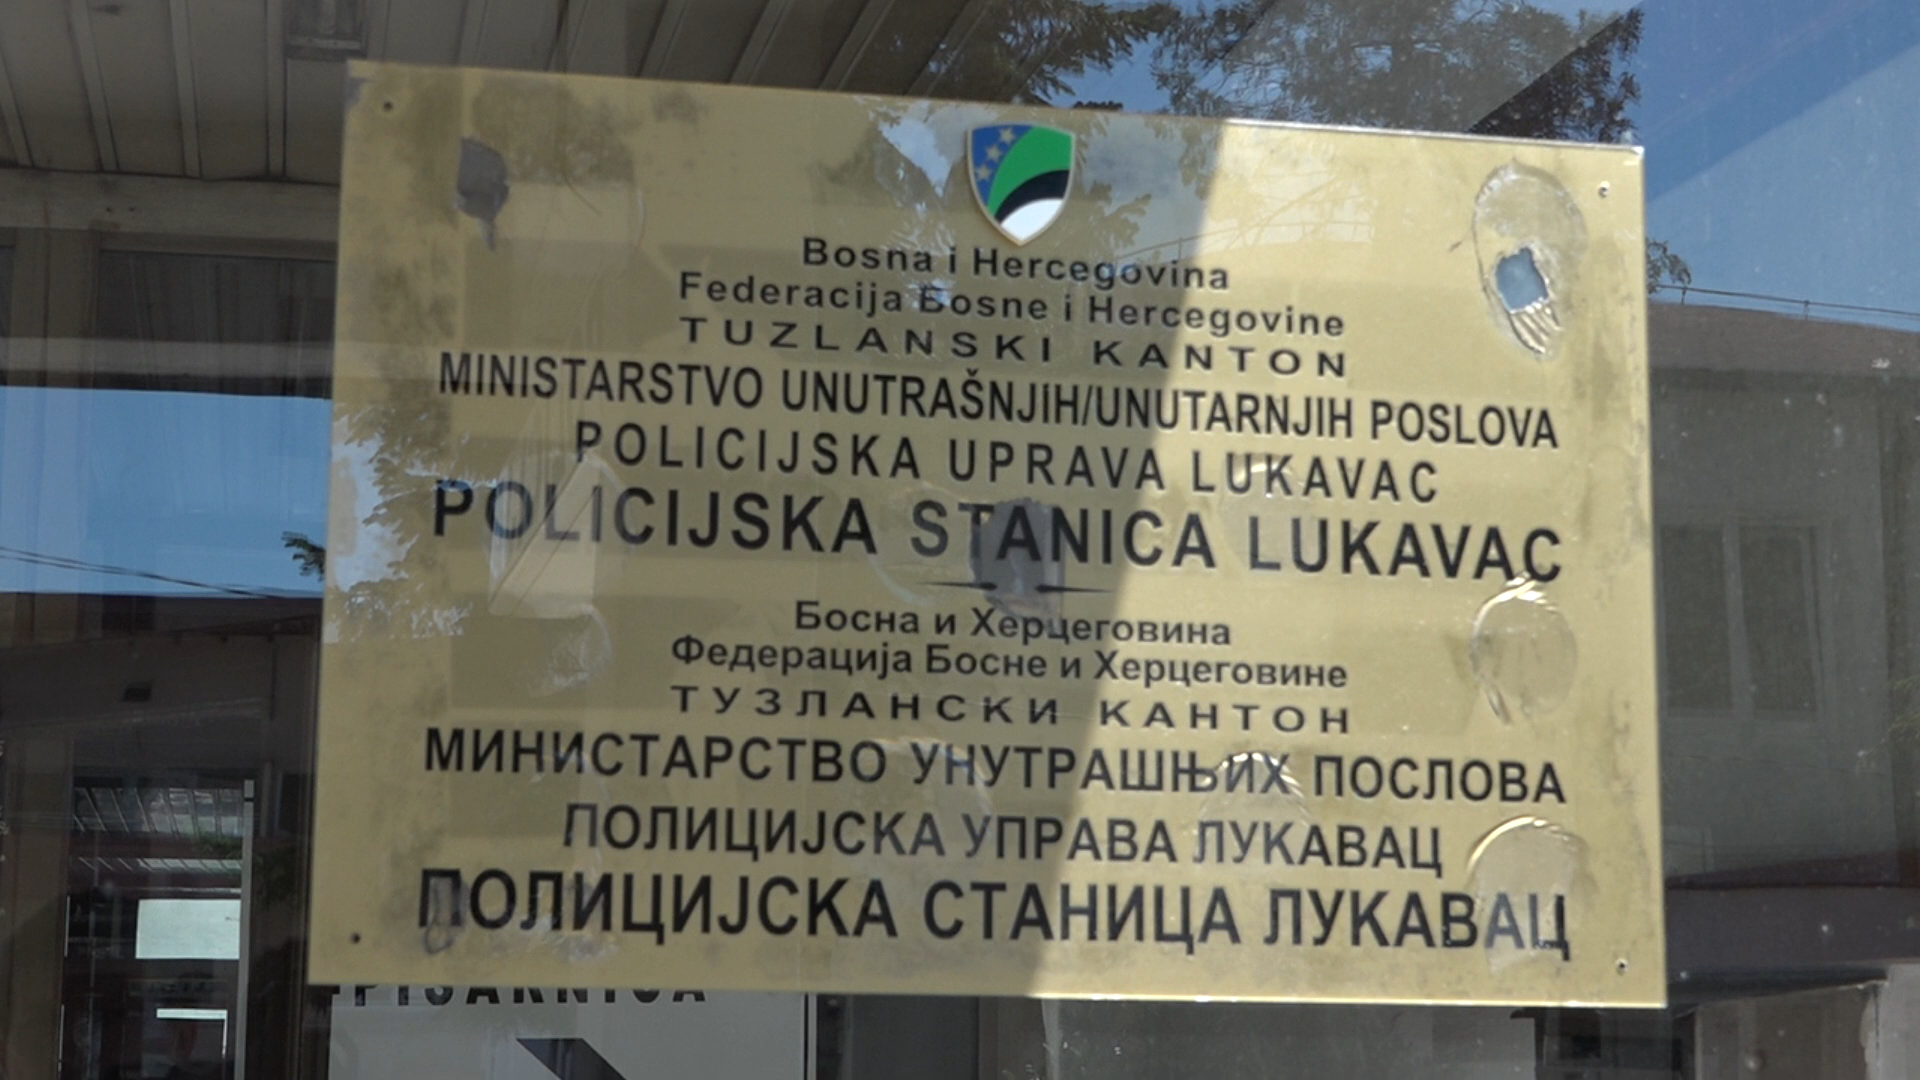 Bosna i Hercegovina
Federacija Bosne i Hercegovine
TUZLANSKI KANTON
MINISTARSTVO UNUTRAŠNJIH/UNUTARNJIH POSLOVA
POLICIJSKA UPRAVA LUKAVAC
POLICIJSKA STANICA LUKAVAC
Босна и Херцеговина
Федерација Босне и Херцеговине
ТУЗЛАНСКИ КАНТОН
МИНИСТАРСТВО УНУТРАШЊИХ ПОСЛОВА
ПОЛИЦИЈСКА УПРАВА ЛУКАВАЦ
ПОЛИЦИЈСКА СТАНИЦА ЛУКАВАЦ
PISARNICA